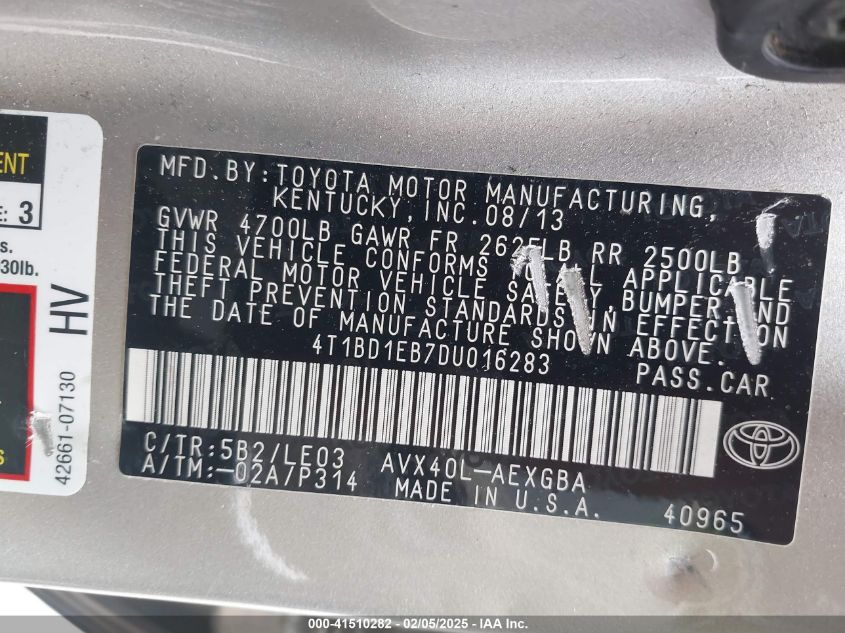 ENT
E: 3
s.
30lb.
HV
42661-07130
S
MFD.BY:TOYOTA MOTOR MANUFACTURING,
KENTUCKY,INC.08/13
GVWR 4700LB GAWR FR 2625LB RR 2500LB
THIS VEHICLE CONFORMS TO ALL APPLICABLE
FEDERAL MOTOR VEHICLE SAFETY,BUMPER,AND
THEFT PREVENTION STANDARDS IN EFFECT ON
THE DATE OF MANUFACTURE SHOWN ABOVE.
4T1BD1EB7DU016283
PASS.CAR
C/TR:5B2/LE03 AVX40L-AEXGBA
A/TM:-02A/P314 MADE IN U.S.A.
40965
000-41510282 - 02/05/2025 - IAA Inc.